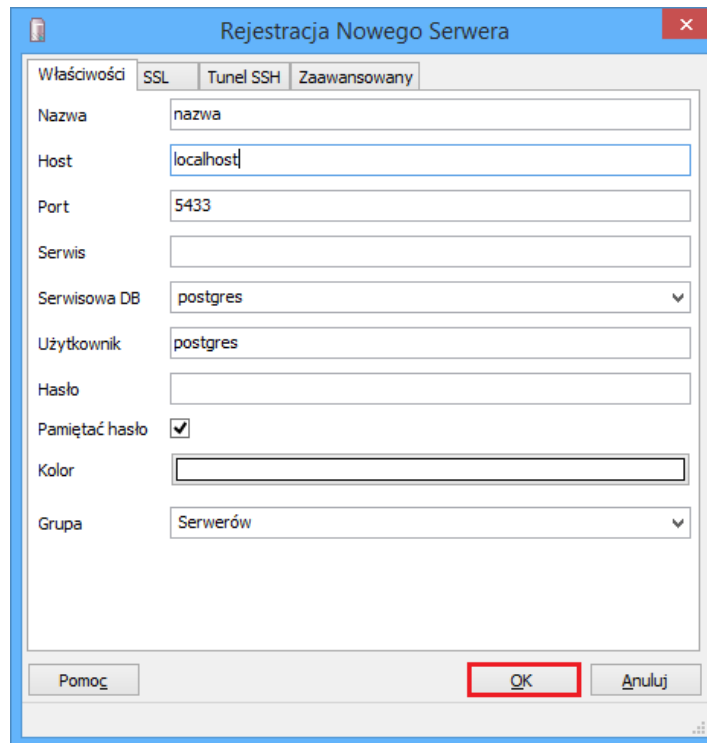 Rejestracja Nowego Serwera
Właściwości SSL Tunel SSH Zaawansowany
Nazwa nazwa
Host localhost
Port 5433
Serwis
Serwisowa DB postgres
Użytkownik postgres
Hasło
Pamiętać hasło
Kolor
Grupa Serwerów
Pomoc OK Anuluj